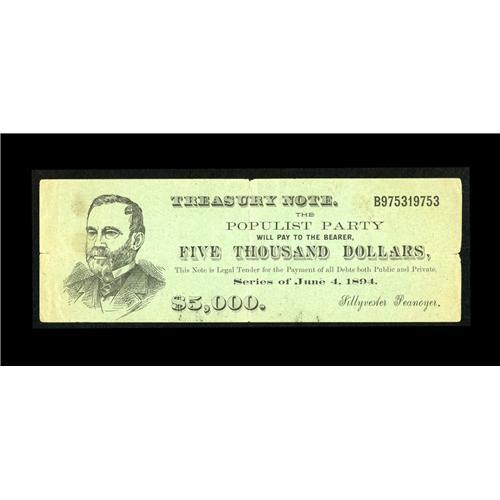 TREASURY NOTE.
B975319753
THE
POPULIST PARTY
WILL PAY TO THE BEARER,
FIVE THOUSAND DOLLARS,
This Note is Legal Tender for the Payment of all Debts both Public and Private,
Series of June 4, 1894.
$5,000.
Sillyvester Peanoyer.